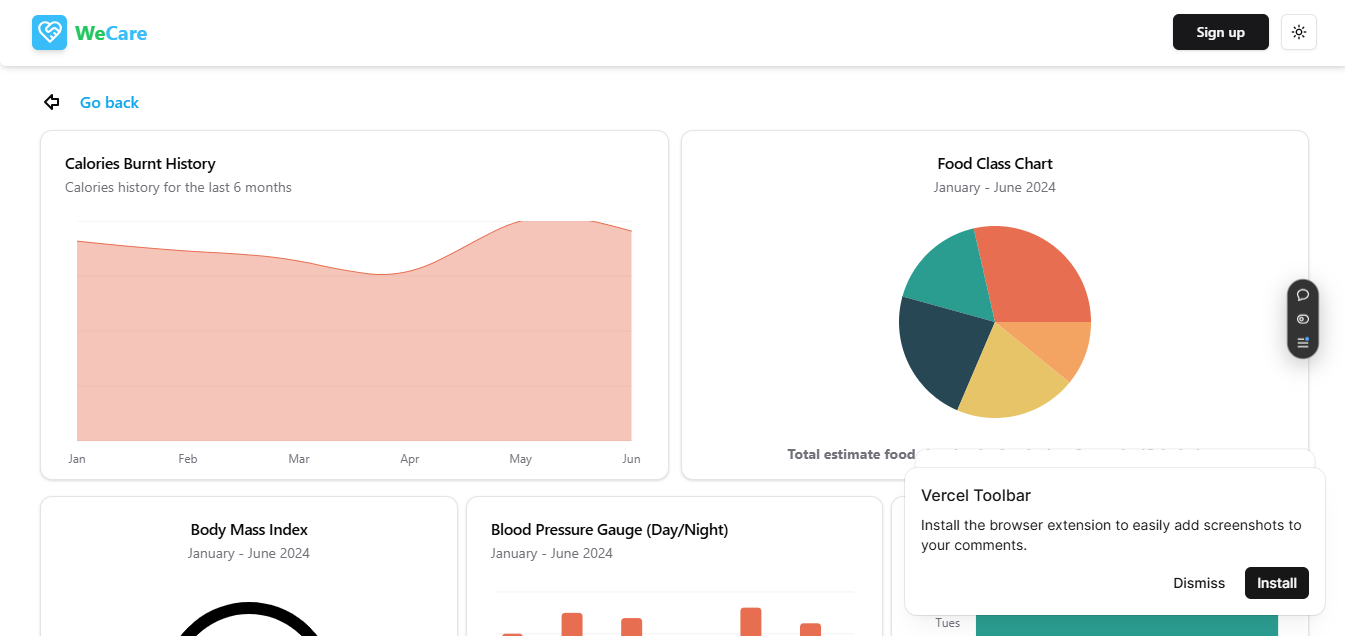 WeCare
Sign up
Go back
Calories Burnt History
Calories history for the last 6 months
Jan Feb Mar Apr May Jun
Food Class Chart
January - June 2024
Total estimate food
Body Mass Index
January - June 2024
Blood Pressure Gauge (Day/Night)
January - June 2024
Tues
Vercel Toolbar
Install the browser extension to easily add screenshots to
your comments.
Dismiss Install